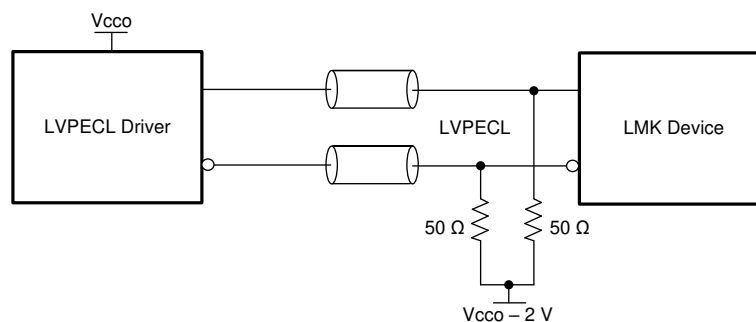 Vcco
LVPECL Driver
LVPECL
LMK Device
50 Ω
50 Ω
Vcco – 2 V